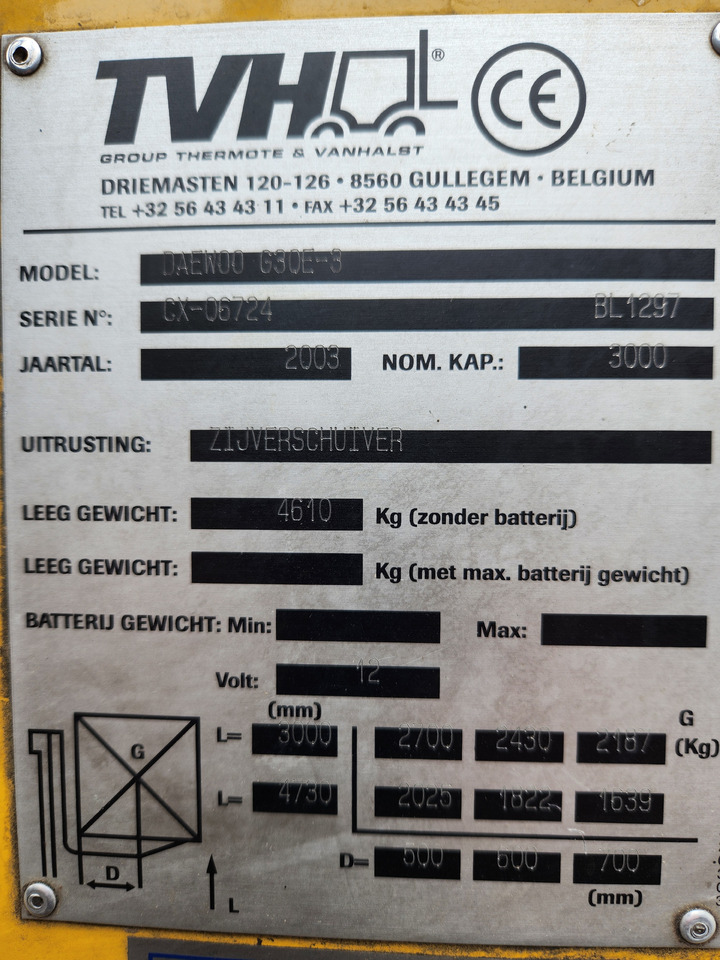 TVH ® CE
GROUP THERMOTE & VANHALST
DRIEMASTEN 120-126 • 8560 GULLEGEM • BELGIUM
TEL +32 56 43 43 11 • FAX +32 56 43 43 45
MODEL: DAEWOO G30E-3
SERIE N°: CX-06724 BL1297
JAARTAL: 2003 NOM. KAP.: 3000
UITRUSTING: ZIJVERSCHUIVER
LEEG GEWICHT: 4610 Kg (zonder batterij)
LEEG GEWICHT: Kg (met max. batterij gewicht)
BATTERIJ GEWICHT: Min: Max:
Volt: 12
(mm) G
L= 3000 2700 2430 2187 (Kg)
G
L= 4730 2025 1822 1639
D= 500 600 700
D
L (mm)